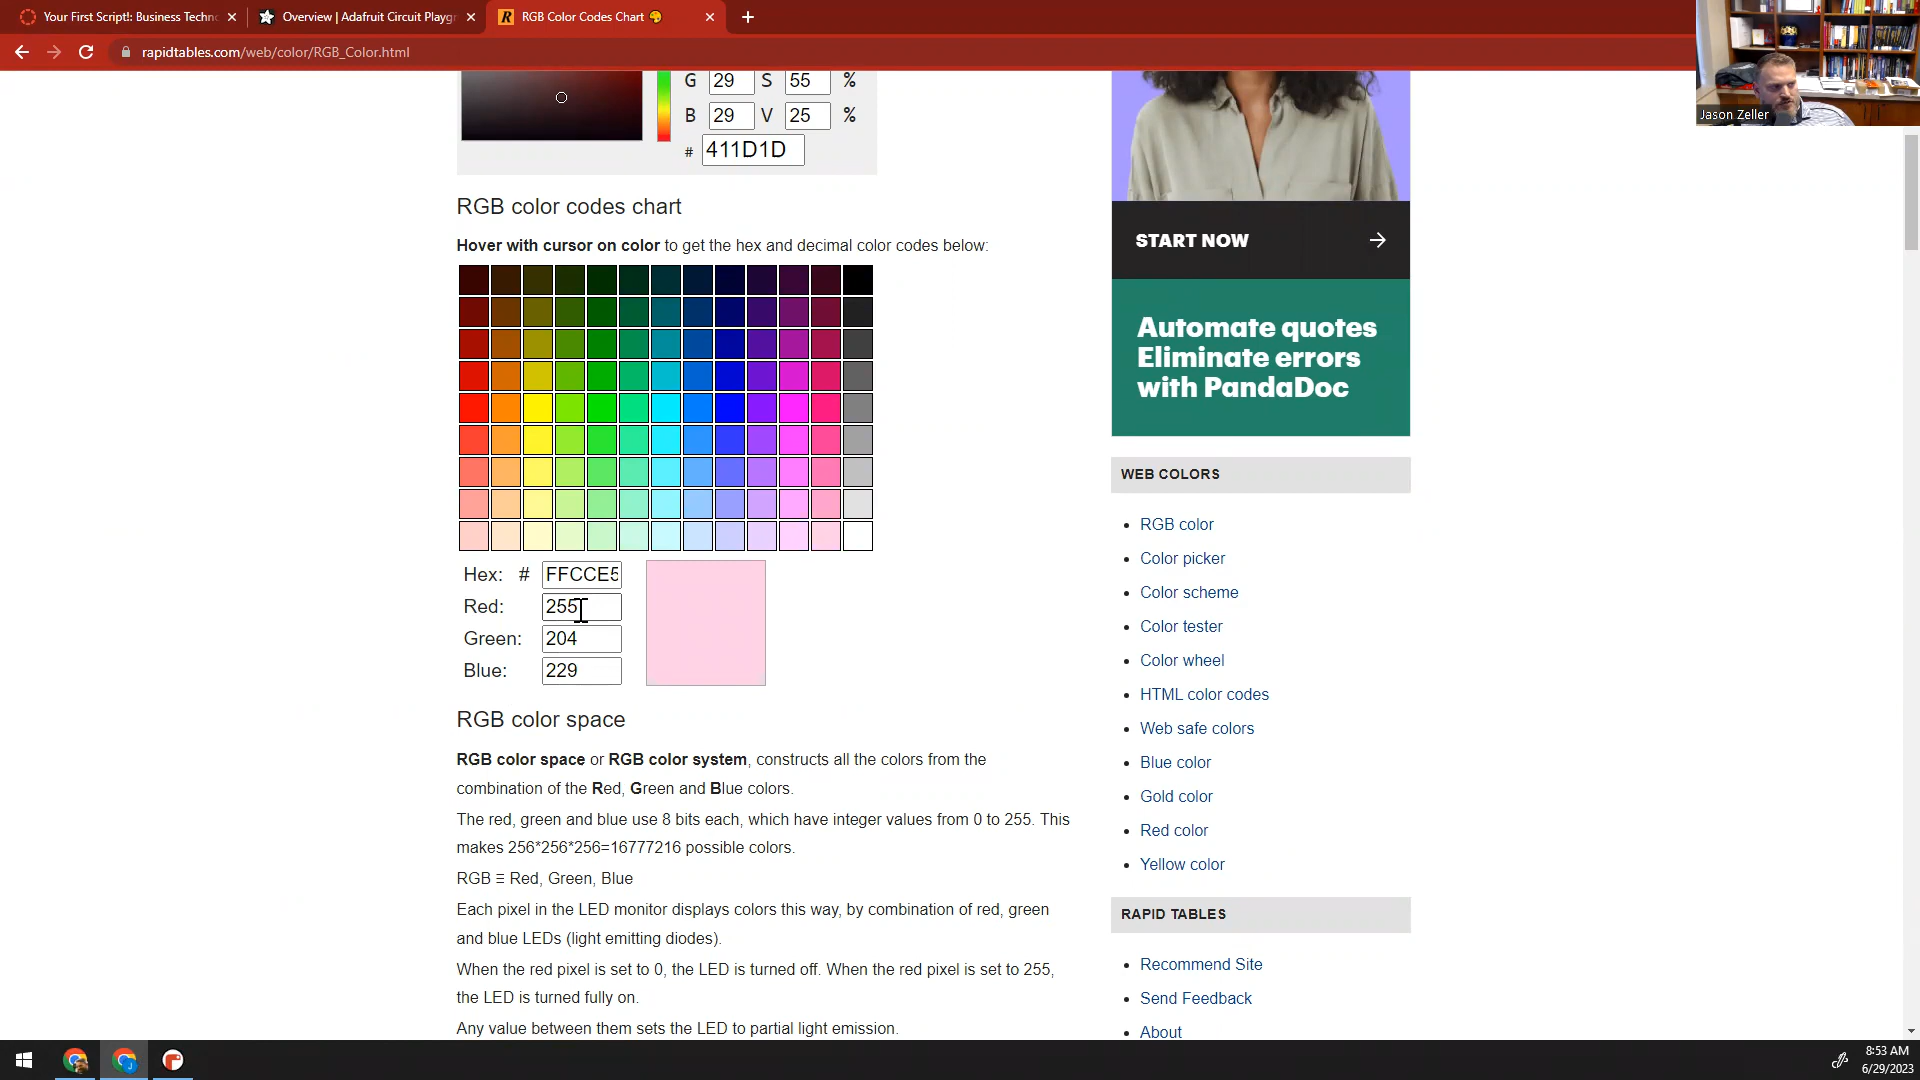 Your First Script!: Business Techn
Overview | Adafruit Circuit Playgr
RGB Color Codes Chart
rapidtables.com/web/color/RGB_Color.html
Jason Zeller
G 29 S 55 %
B 29 V 25 %
# 411D1D
RGB color codes chart
Hover with cursor on color to get the hex and decimal color codes below:
Hex: # FFCCE5
Red: 255
Green: 204
Blue: 229
RGB color space
RGB color space or RGB color system, constructs all the colors from the
combination of the Red, Green and Blue colors.
The red, green and blue use 8 bits each, which have integer values from 0 to 255. This
makes 256*256*256=16777216 possible colors.
RGB ≡ Red, Green, Blue
Each pixel in the LED monitor displays colors this way, by combination of red, green
and blue LEDs (light emitting diodes).
When the red pixel is set to 0, the LED is turned off. When the red pixel is set to 255,
the LED is turned fully on.
Any value between them sets the LED to partial light emission.
START NOW
Automate quotes
Eliminate errors
with PandaDoc
WEB COLORS
RGB color
Color picker
Color scheme
Color tester
Color wheel
HTML color codes
Web safe colors
Blue color
Gold color
Red color
Yellow color
RAPID TABLES
Recommend Site
Send Feedback
About
8:53 AM
6/29/2023